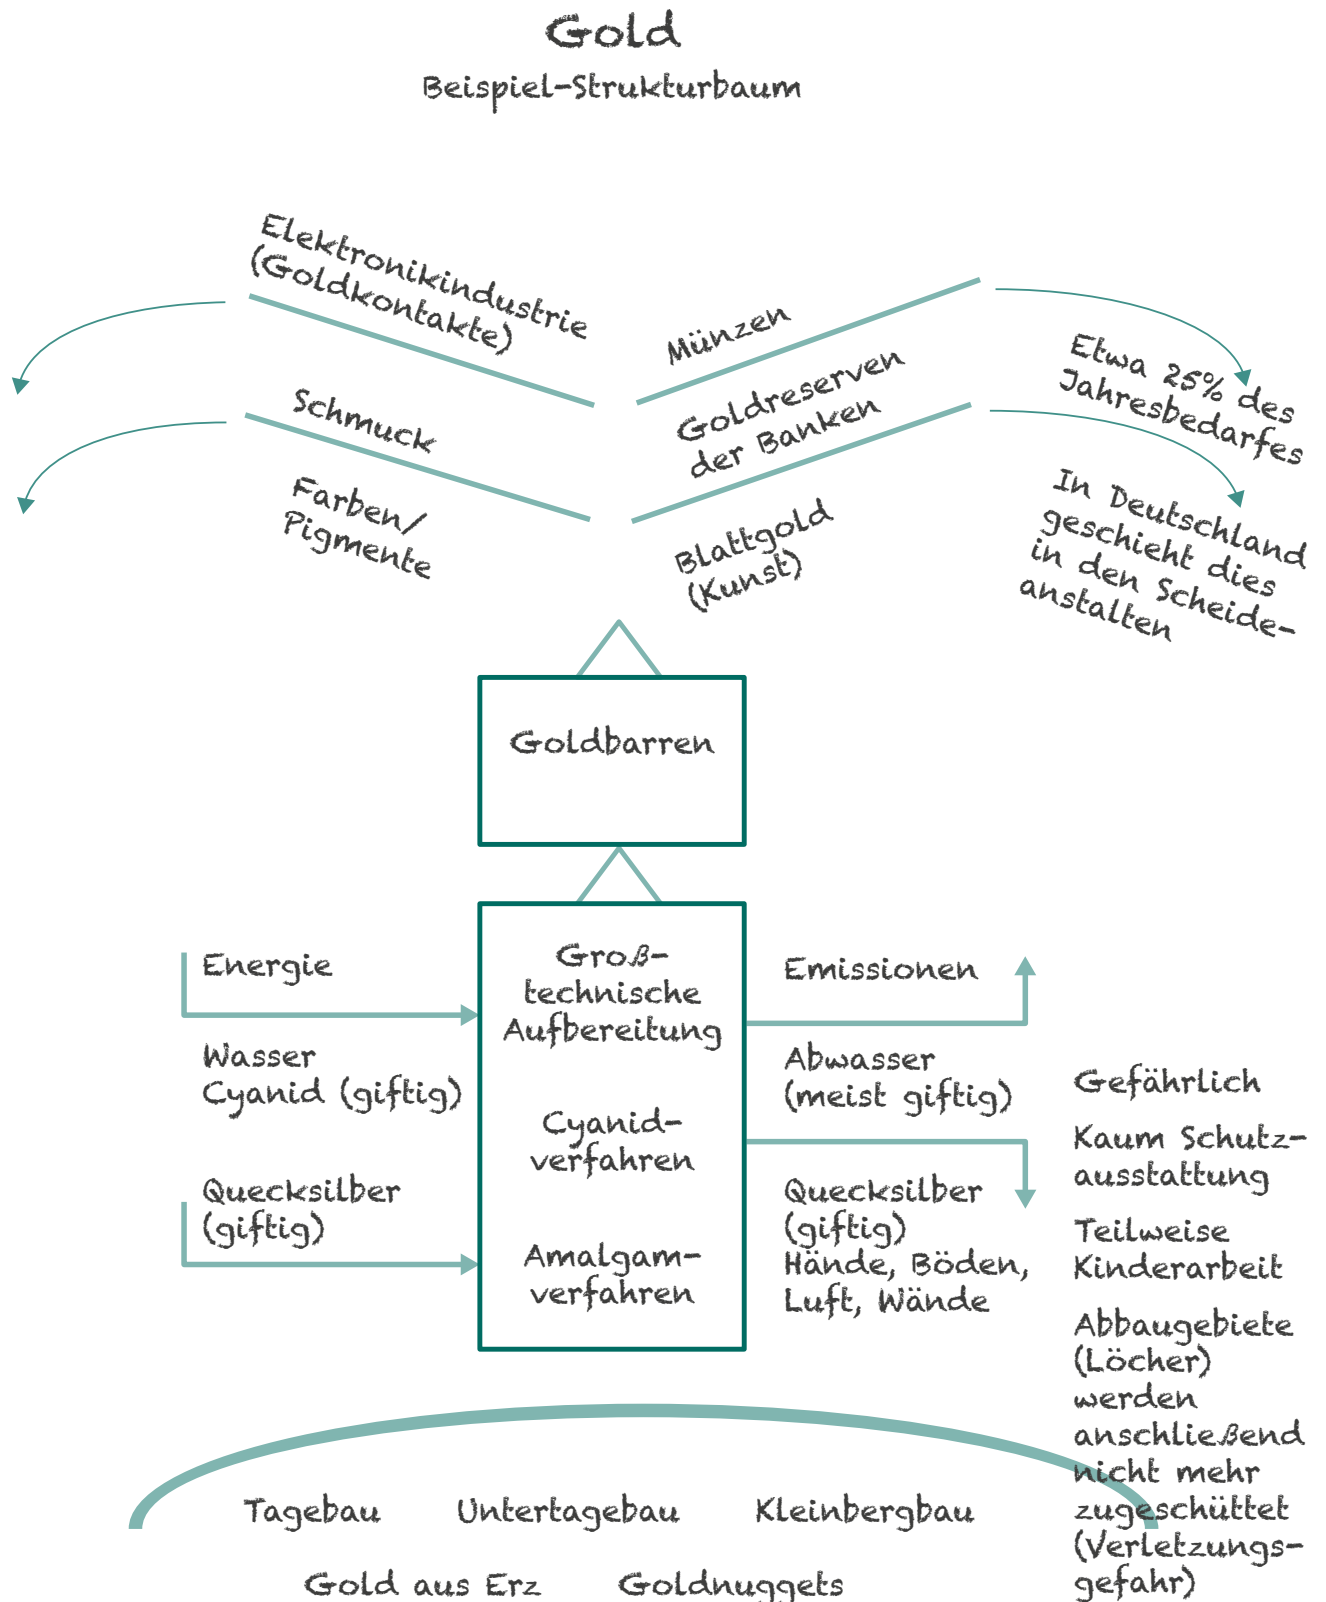 Gold
Beispiel-Strukturbaum
Elektronikindustrie
(Goldkontakte)
Schmuck
Farben/
Pigmente
Münzen
Goldreserven
der Banken
Blattgold
(Kunst)
Etwa 25% des
Jahresbedarfes
In Deutschland
geschieht dies
in den Scheide-
anstalten
Goldbarren
Energie
Wasser
Cyanid (giftig)
Quecksilber
(giftig)
Groß-
technische
Aufbereitung
Cyanid-
verfahren
Amalgam-
verfahren
Emissionen
Abwasser
(meist giftig)
Quecksilber
(giftig)
Hände, Böden,
Luft, Wände
Gefährlich
Kaum Schutz-
ausstattung
Teilweise
Kinderarbeit
Abbaugebiete
(Löcher)
werden
anschließend
nicht mehr
zugeschüttet
(Verletzungs-
gefahr)
Tagebau
Untertagebau
Kleinbergbau
Gold aus Erz
Goldnuggets